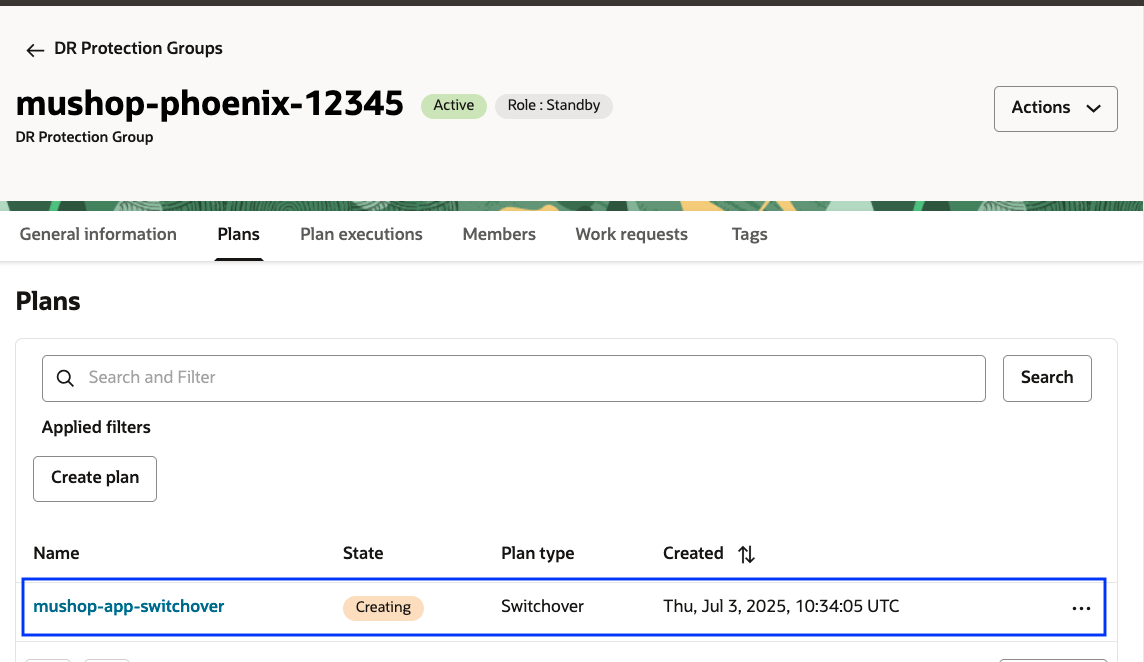 DR Protection Groups
mushop-phoenix-12345 Active Role : Standby
Actions
DR Protection Group
General information Plans Plan executions Members Work requests Tags
Plans
Search and Filter Search
Applied filters
Create plan
Name State Plan type Created
mushop-app-switchover Creating Switchover Thu, Jul 3, 2025, 10:34:05 UTC